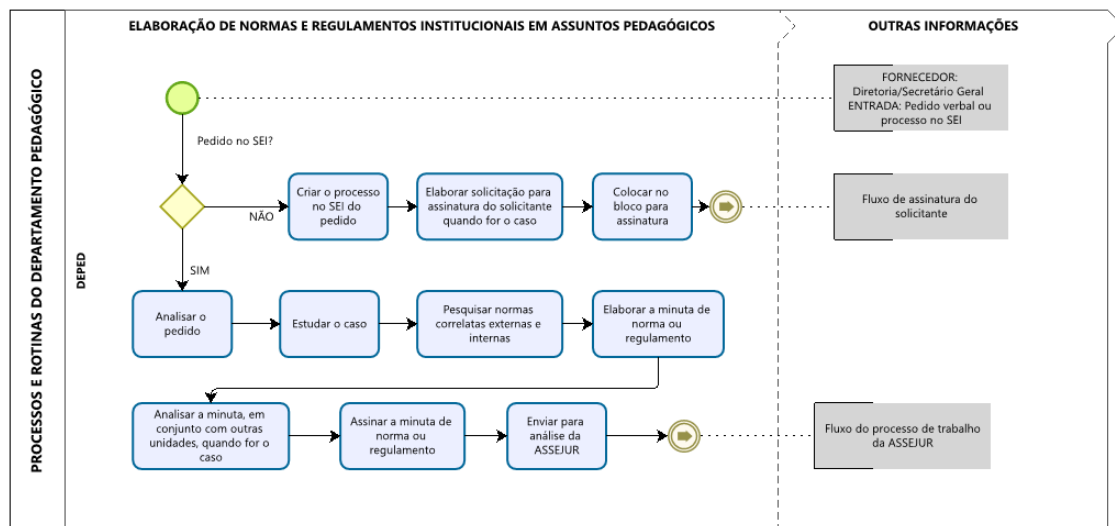 ELABORAÇÃO DE NORMAS E REGULAMENTOS INSTITUCIONAIS EM ASSUNTOS PEDAGÓGICOS
OUTRAS INFORMAÇÕES
PROCESSOS E ROTINAS DO DEPARTAMENTO PEDAGÓGICO
DEPED
FORNECEDOR:
Diretoria/Secretário Geral
ENTRADA: Pedido verbal ou
processo no SEI
Pedido no SEI?
NÃO
Criar o processo
no SEI do
pedido
Elaborar solicitação para
assinatura do solicitante
quando for o caso
Colocar no
bloco para
assinatura
Fluxo de assinatura do
solicitante
SIM
Analisar o
pedido
Estudar o caso
Pesquisar normas
correlatas externas e
internas
Elaborar a minuta de
norma ou
regulamento
Analisar a minuta, em
conjunto com outras
unidades, quando for o
caso
Assinar a minuta de
norma ou
regulamento
Enviar para
análise da
ASSEJUR
Fluxo do processo de trabalho
da ASSEJUR